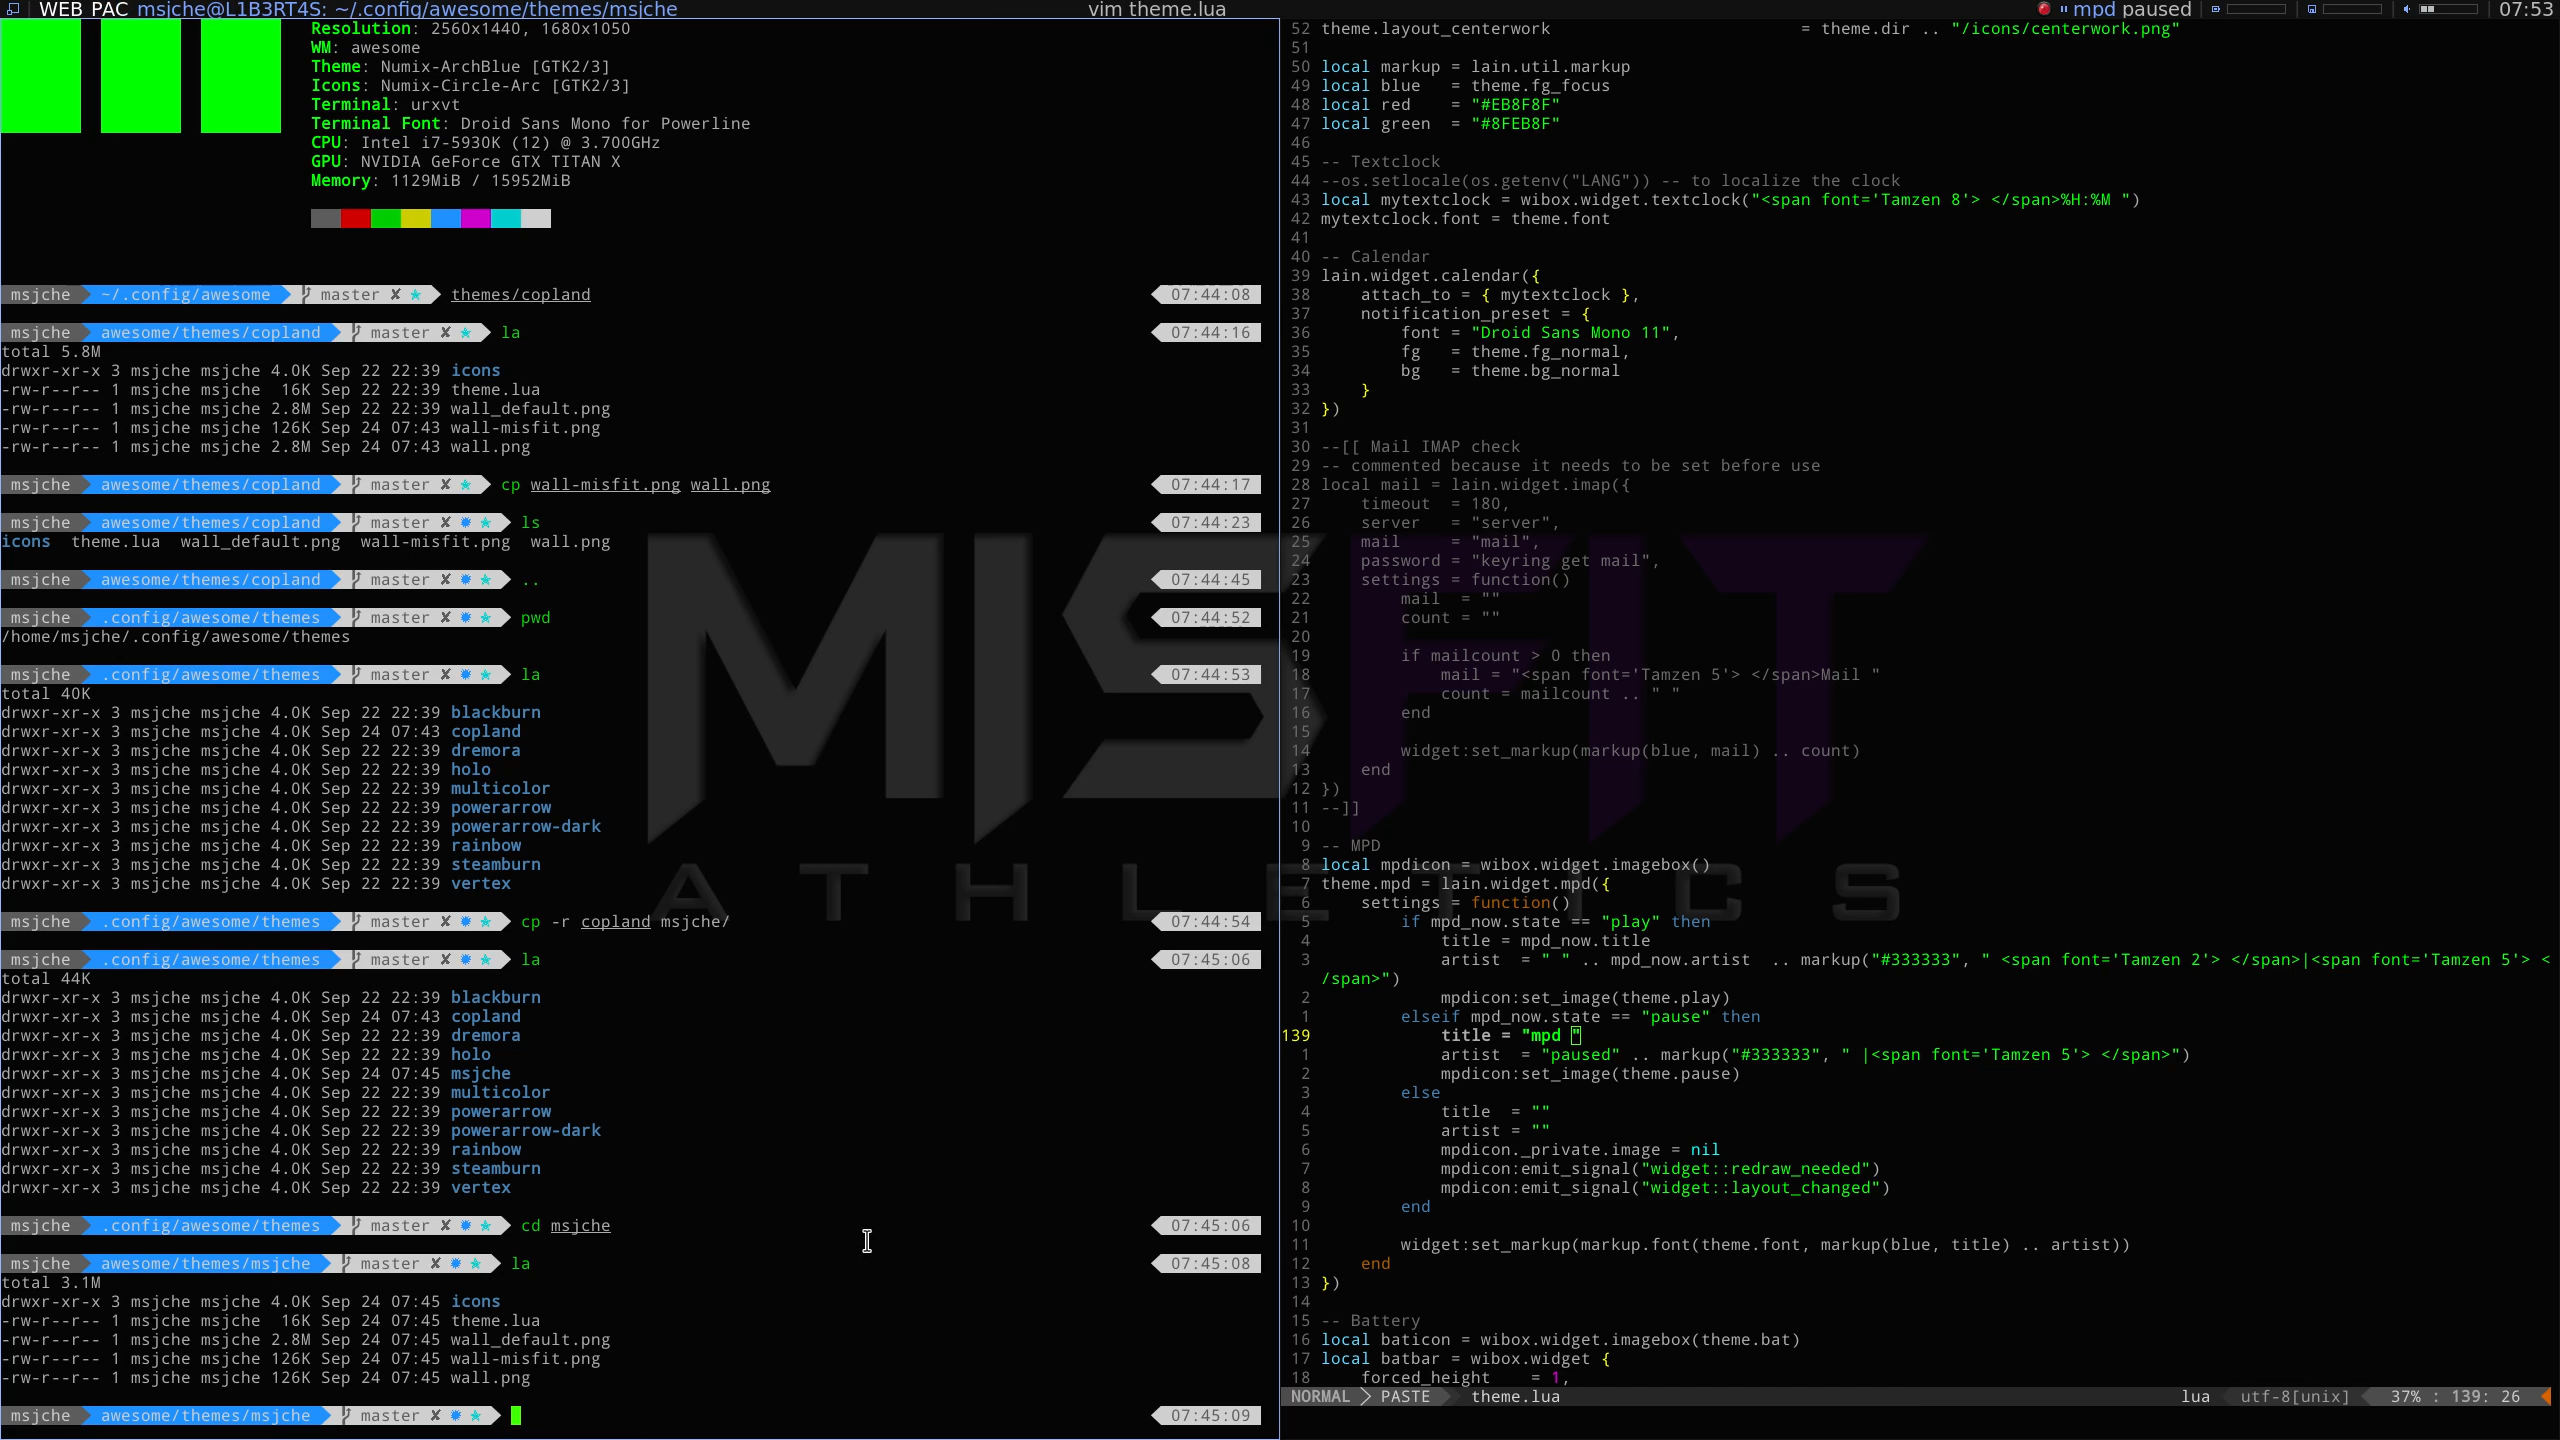 WEB PAC msjche@L1B3RT4S: ~/.config/awesome/themes/msjche
vim theme.lua
mpd paused
07:53
Resolution: 2560x1440, 1680x1050
WM: awesome
Theme: Numix-ArchBlue [GTK2/3]
Icons: Numix-Circle-Arc [GTK2/3]
Terminal: urxvt
Terminal Font: Droid Sans Mono for Powerline
CPU: Intel i7-5930K (12) @ 3.700GHz
GPU: NVIDIA GeForce GTX TITAN X
Memory: 1129MiB / 15952MiB
msjche ~/.config/awesome master ✘ ★ themes/copland 07:44:08
msjche awesome/themes/copland master ✘ ★ la 07:44:16
total 5.8M
drwxr-xr-x 3 msjche msjche 4.0K Sep 22 22:39 icons
-rw-r--r-- 1 msjche msjche  16K Sep 22 22:39 theme.lua
-rw-r--r-- 1 msjche msjche 2.8M Sep 22 22:39 wall_default.png
-rw-r--r-- 1 msjche msjche 126K Sep 24 07:43 wall-misfit.png
-rw-r--r-- 1 msjche msjche 2.8M Sep 24 07:43 wall.png
msjche awesome/themes/copland master ✘ ★ cp wall-misfit.png wall.png 07:44:17
msjche awesome/themes/copland master ✘ ✹ ★ ls 07:44:23
icons  theme.lua  wall_default.png  wall-misfit.png  wall.png
msjche awesome/themes/copland master ✘ ✹ ★ .. 07:44:45
msjche .config/awesome/themes master ✘ ✹ ★ pwd 07:44:52
/home/msjche/.config/awesome/themes
msjche .config/awesome/themes master ✘ ✹ ★ la 07:44:53
total 40K
drwxr-xr-x 3 msjche msjche 4.0K Sep 22 22:39 blackburn
drwxr-xr-x 3 msjche msjche 4.0K Sep 24 07:43 copland
drwxr-xr-x 3 msjche msjche 4.0K Sep 22 22:39 dremora
drwxr-xr-x 3 msjche msjche 4.0K Sep 22 22:39 holo
drwxr-xr-x 3 msjche msjche 4.0K Sep 22 22:39 multicolor
drwxr-xr-x 3 msjche msjche 4.0K Sep 22 22:39 powerarrow
drwxr-xr-x 3 msjche msjche 4.0K Sep 22 22:39 powerarrow-dark
drwxr-xr-x 3 msjche msjche 4.0K Sep 22 22:39 rainbow
drwxr-xr-x 3 msjche msjche 4.0K Sep 22 22:39 steamburn
drwxr-xr-x 3 msjche msjche 4.0K Sep 22 22:39 vertex
msjche .config/awesome/themes master ✘ ✹ ★ cp -r copland msjche/ 07:44:54
msjche .config/awesome/themes master ✘ ✹ ★ la 07:45:06
total 44K
drwxr-xr-x 3 msjche msjche 4.0K Sep 22 22:39 blackburn
drwxr-xr-x 3 msjche msjche 4.0K Sep 24 07:43 copland
drwxr-xr-x 3 msjche msjche 4.0K Sep 22 22:39 dremora
drwxr-xr-x 3 msjche msjche 4.0K Sep 22 22:39 holo
drwxr-xr-x 3 msjche msjche 4.0K Sep 24 07:45 msjche
drwxr-xr-x 3 msjche msjche 4.0K Sep 22 22:39 multicolor
drwxr-xr-x 3 msjche msjche 4.0K Sep 22 22:39 powerarrow
drwxr-xr-x 3 msjche msjche 4.0K Sep 22 22:39 powerarrow-dark
drwxr-xr-x 3 msjche msjche 4.0K Sep 22 22:39 rainbow
drwxr-xr-x 3 msjche msjche 4.0K Sep 22 22:39 steamburn
drwxr-xr-x 3 msjche msjche 4.0K Sep 22 22:39 vertex
msjche .config/awesome/themes master ✘ ✹ ★ cd msjche 07:45:06
msjche awesome/themes/msjche master ✘ ✹ ★ la 07:45:08
total 3.1M
drwxr-xr-x 3 msjche msjche 4.0K Sep 24 07:45 icons
-rw-r--r-- 1 msjche msjche  16K Sep 24 07:45 theme.lua
-rw-r--r-- 1 msjche msjche 2.8M Sep 24 07:45 wall_default.png
-rw-r--r-- 1 msjche msjche 126K Sep 24 07:45 wall-misfit.png
-rw-r--r-- 1 msjche msjche 126K Sep 24 07:45 wall.png
msjche awesome/themes/msjche master ✘ ✹ ★ 07:45:09
52 theme.layout_centerwork = theme.dir .. "/icons/centerwork.png"
51
50 local markup = lain.util.markup
49 local blue   = theme.fg_focus
48 local red    = "#EB8F8F"
47 local green  = "#8FEB8F"
46
45 -- Textclock
44 --os.setlocale(os.getenv("LANG")) -- to localize the clock
43 local mytextclock = wibox.widget.textclock("<span font='Tamzen 8'> </span>%H:%M ")
42 mytextclock.font = theme.font
41
40 -- Calendar
39 lain.widget.calendar({
38     attach_to = { mytextclock },
37     notification_preset = {
36         font = "Droid Sans Mono 11",
35         fg   = theme.fg_normal,
34         bg   = theme.bg_normal
33     }
32 })
31
30 --[[ Mail IMAP check
29 -- commented because it needs to be set before use
28 local mail = lain.widget.imap({
27     timeout  = 180,
26     server   = "server",
25     mail     = "mail",
24     password = "keyring get mail",
23     settings = function()
22         mail  = ""
21         count = ""
20
19         if mailcount > 0 then
18             mail = "<span font='Tamzen 5'> </span>Mail "
17             count = mailcount .. " "
16         end
15
14         widget:set_markup(markup(blue, mail) .. count)
13     end
12 })
11 --]]
10
9 -- MPD
8 local mpdicon = wibox.widget.imagebox()
7 theme.mpd = lain.widget.mpd({
6     settings = function()
5         if mpd_now.state == "play" then
4             title = mpd_now.title
3             artist  = " " .. mpd_now.artist  .. markup("#333333", " <span font='Tamzen 2'> </span>|<span font='Tamzen 5'> <
/span>")
2             mpdicon:set_image(theme.play)
1         elseif mpd_now.state == "pause" then
139             title = "mpd "
1             artist  = "paused" .. markup("#333333", " |<span font='Tamzen 5'> </span>")
2             mpdicon:set_image(theme.pause)
3         else
4             title  = ""
5             artist = ""
6             mpdicon._private.image = nil
7             mpdicon:emit_signal("widget::redraw_needed")
8             mpdicon:emit_signal("widget::layout_changed")
9         end
10
11         widget:set_markup(markup.font(theme.font, markup(blue, title) .. artist))
12     end
13 })
14
15 -- Battery
16 local baticon = wibox.widget.imagebox(theme.bat)
17 local batbar = wibox.widget {
18     forced_height    = 1,
NORMAL PASTE theme.lua lua utf-8[unix] 37% : 139: 26
MISFIT
ATHLETICS